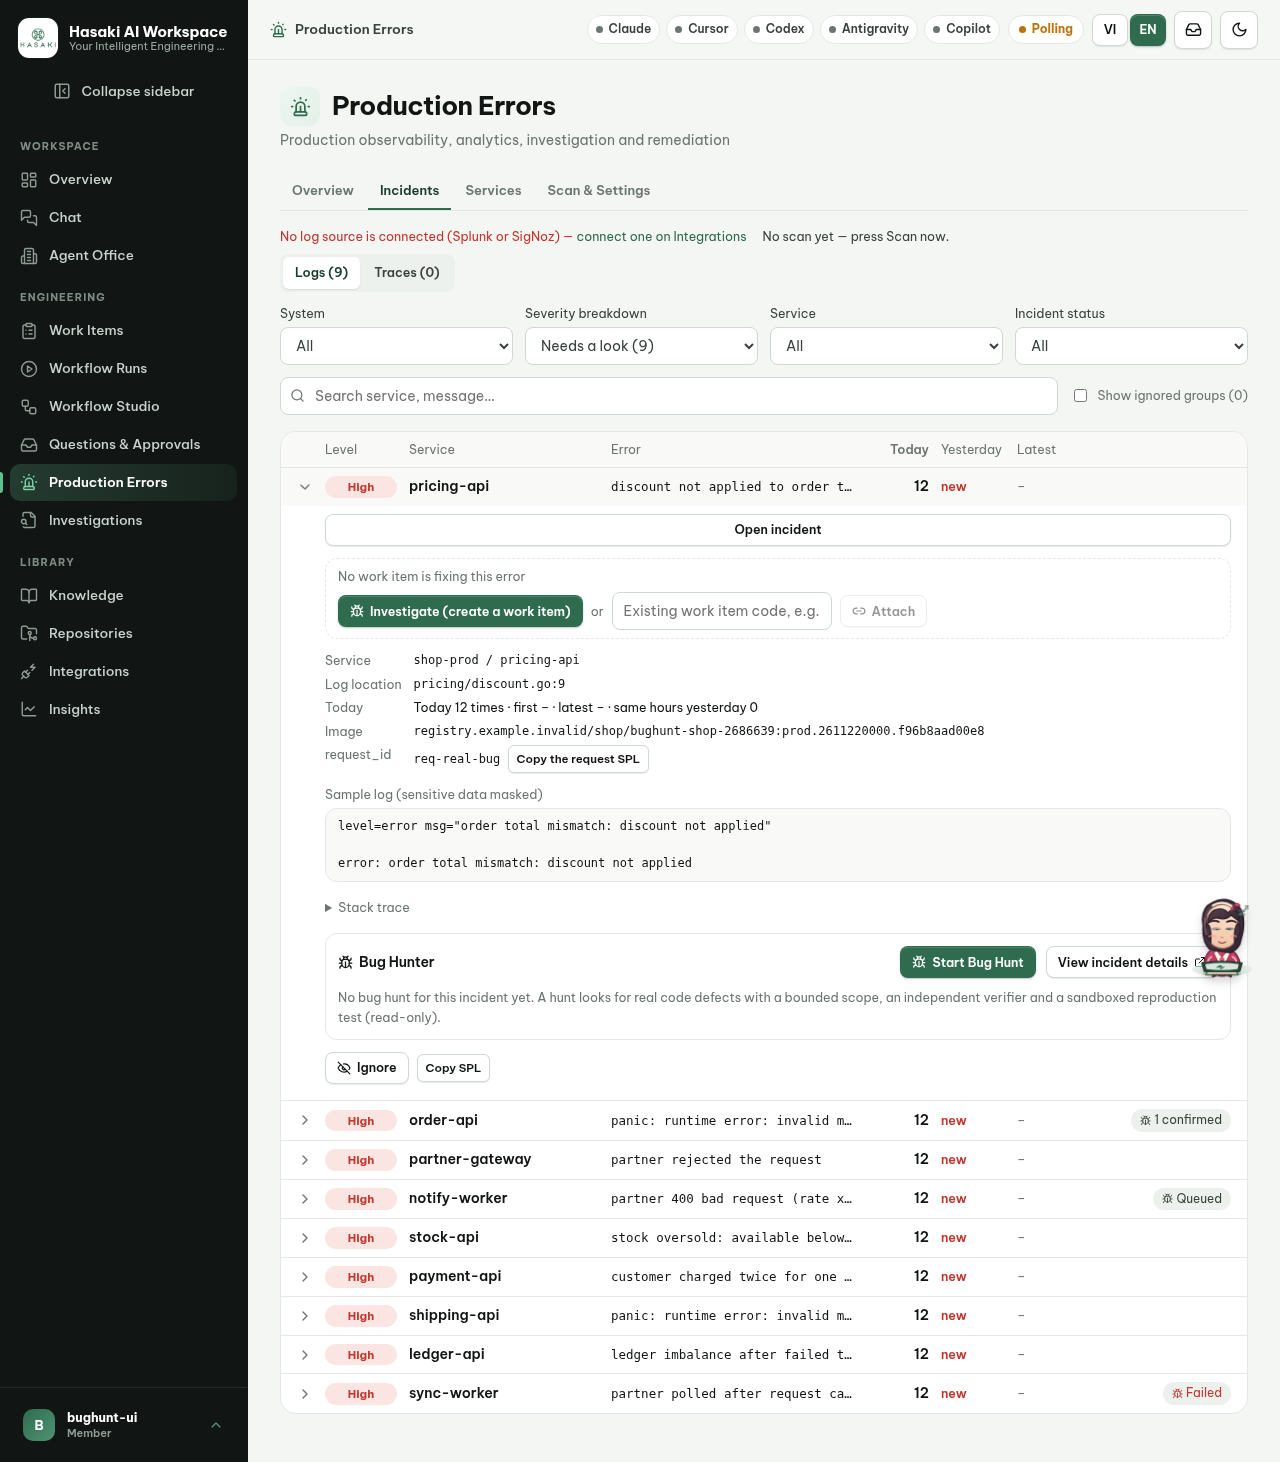 HASAKI
Hasaki AI Workspace
Your Intelligent Engineering ...
Collapse sidebar
WORKSPACE
Overview
Chat
Agent Office
ENGINEERING
Work Items
Workflow Runs
Workflow Studio
Questions & Approvals
Production Errors
Investigations
LIBRARY
Knowledge
Repositories
Integrations
Insights
B
bughunt-ui
Member
Production Errors
Claude
Cursor
Codex
Antigravity
Copilot
Polling
VI
EN
Production Errors
Production observability, analytics, investigation and remediation
Overview
Incidents
Services
Scan & Settings
No log source is connected (Splunk or SigNoz) — connect one on Integrations No scan yet — press Scan now.
Logs (9)
Traces (0)
System
Severity breakdown
Service
Incident status
All
Needs a look (9)
All
All
Search service, message...
Show ignored groups (0)
Level Service Error Today Yesterday Latest
High pricing-api discount not applied to order t… 12 new –
Open incident
No work item is fixing this error
Investigate (create a work item) or Existing work item code, e.g. Attach
Service shop-prod / pricing-api
Log location pricing/discount.go:9
Today Today 12 times · first – · latest – · same hours yesterday 0
Image registry.example.invalid/shop/bughunt-shop-2686639:prod.2611220000.f96b8aad00e8
request_id req-real-bug Copy the request SPL
Sample log (sensitive data masked)
level=error msg="order total mismatch: discount not applied"
error: order total mismatch: discount not applied
Stack trace
Bug Hunter
Start Bug Hunt
View incident details
No bug hunt for this incident yet. A hunt looks for real code defects with a bounded scope, an independent verifier and a sandboxed reproduction
test (read-only).
Ignore
Copy SPL
High order-api panic: runtime error: invalid m… 12 new – 1 confirmed
High partner-gateway partner rejected the request 12 new –
High notify-worker partner 400 bad request (rate x… 12 new – Queued
High stock-api stock oversold: available below… 12 new –
High payment-api customer charged twice for one … 12 new –
High shipping-api panic: runtime error: invalid m… 12 new –
High ledger-api ledger imbalance after failed t… 12 new –
High sync-worker partner polled after request ca… 12 new – Failed